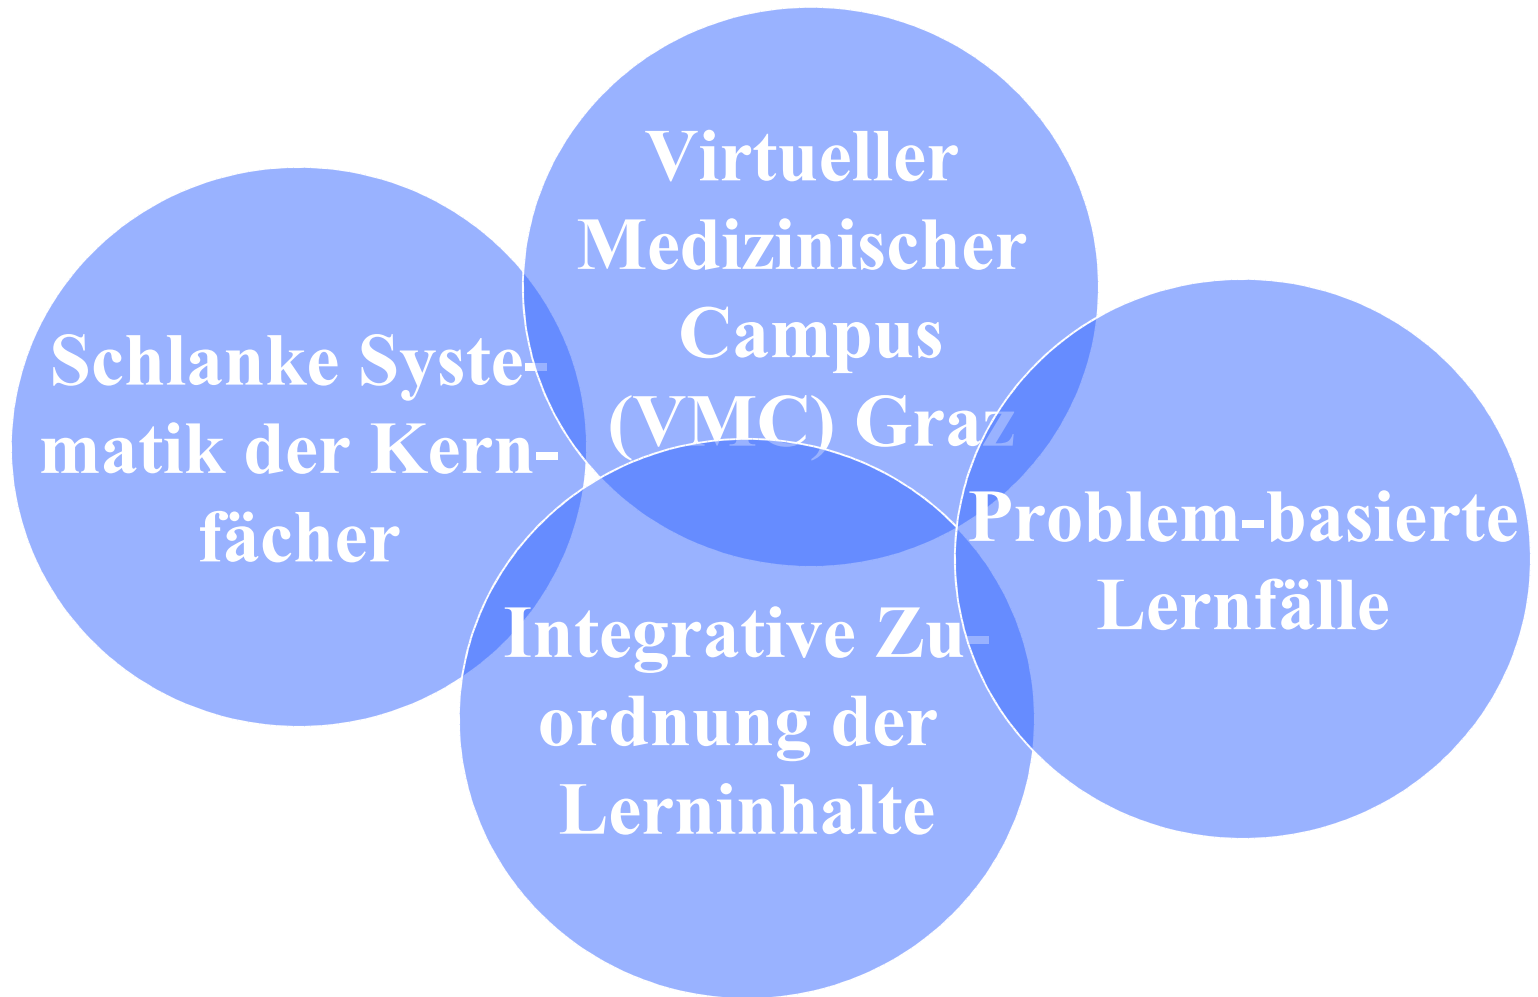 Virtueller
Medizinischer
Campus
(VMC) Graz
Schlanke Syste-
matik der Kern-
fächer
Problem-basierte
Lernfälle
Integrative Zu-
ordnung der
Lerninhalte